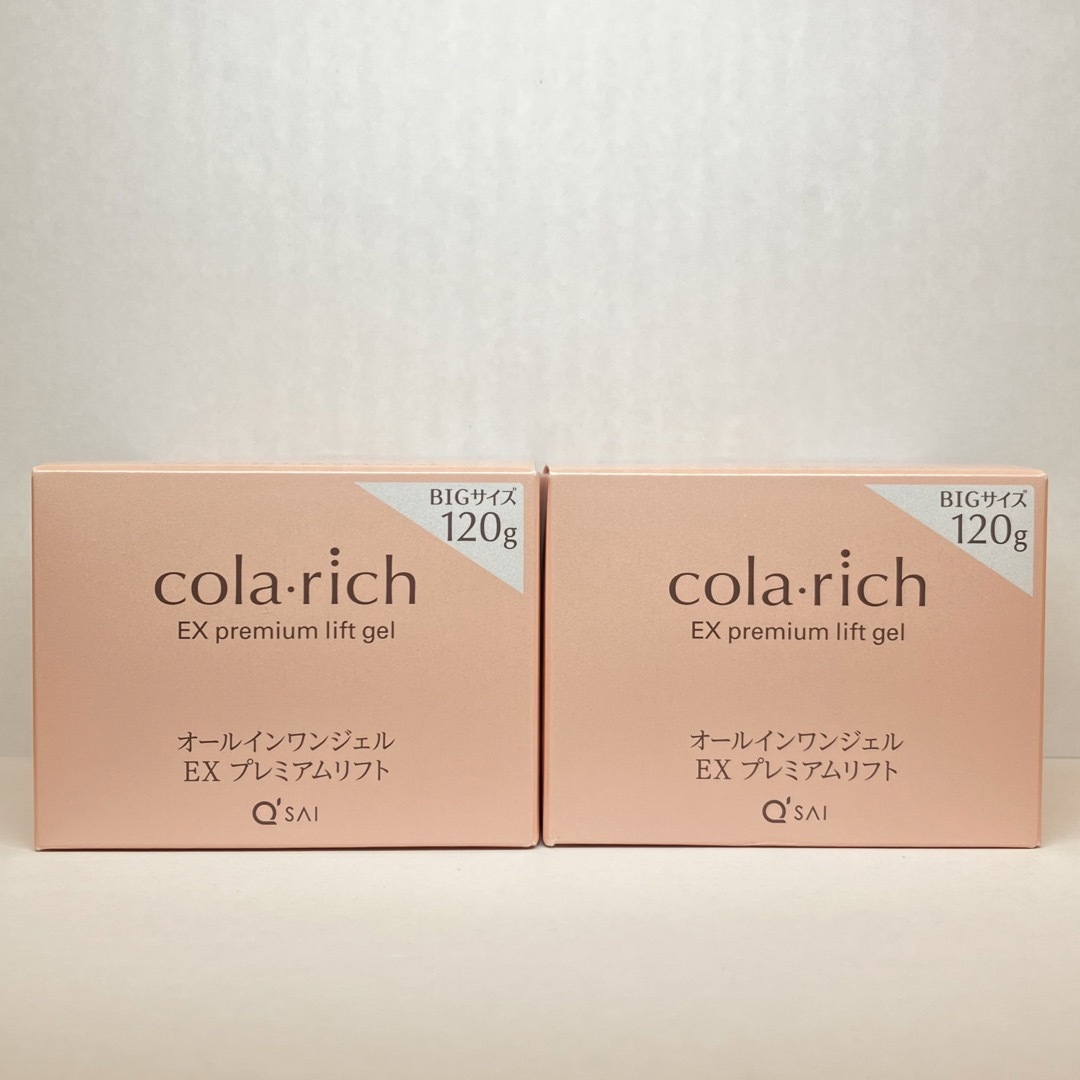 BIGサイズ
120g
cola·rich
EX premium lift gel
オールインワンジェル
EX プレミアムリフト
Q'SAI
BIGサイズ
120g
cola·rich
EX premium lift gel
オールインワンジェル
EX プレミアムリフト
Q'SAI